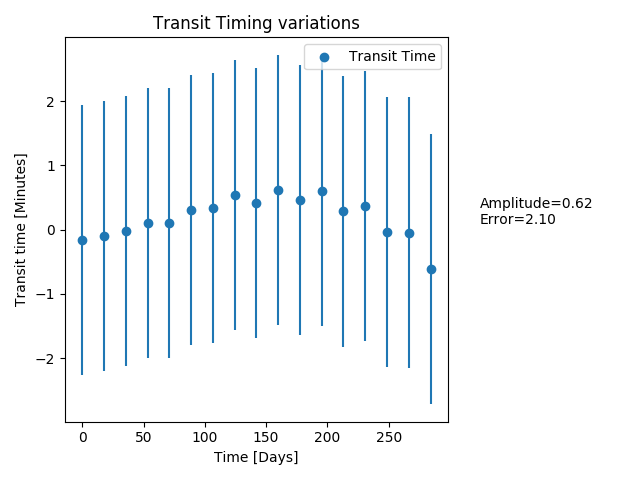 Transit Timing variations
Transit Time
Transit time [Minutes]
2
1
0
−1
−2
0 50 100 150 200 250
Time [Days]
Amplitude=0.62
Error=2.10